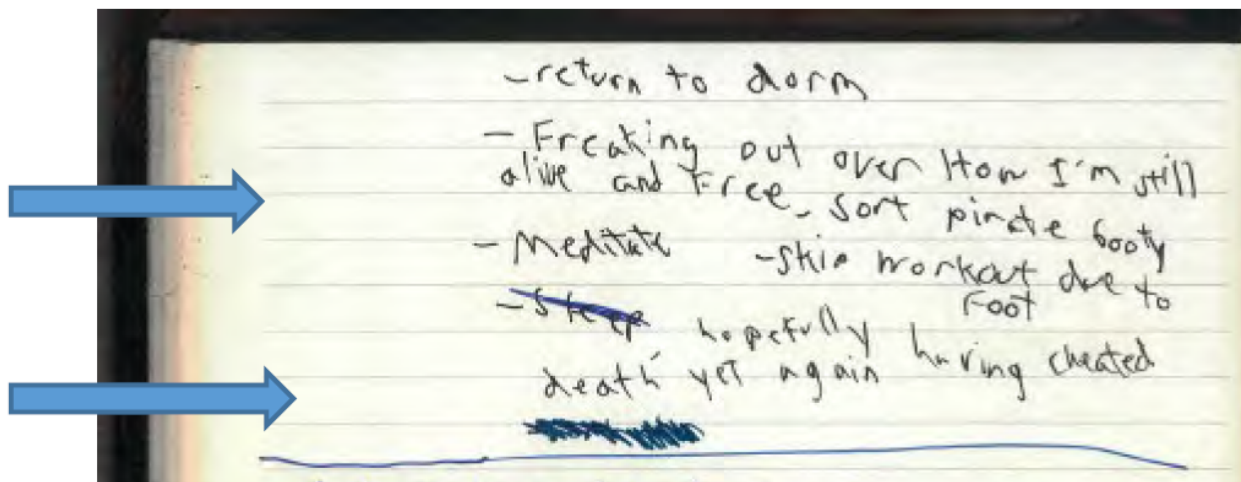 - return to dorm
- Freaking out over How I'm still
alive and Free, sort pirate booty
- Meditate - skip workout due to
Foot
- Sleep hopefully having cheated
death yet again